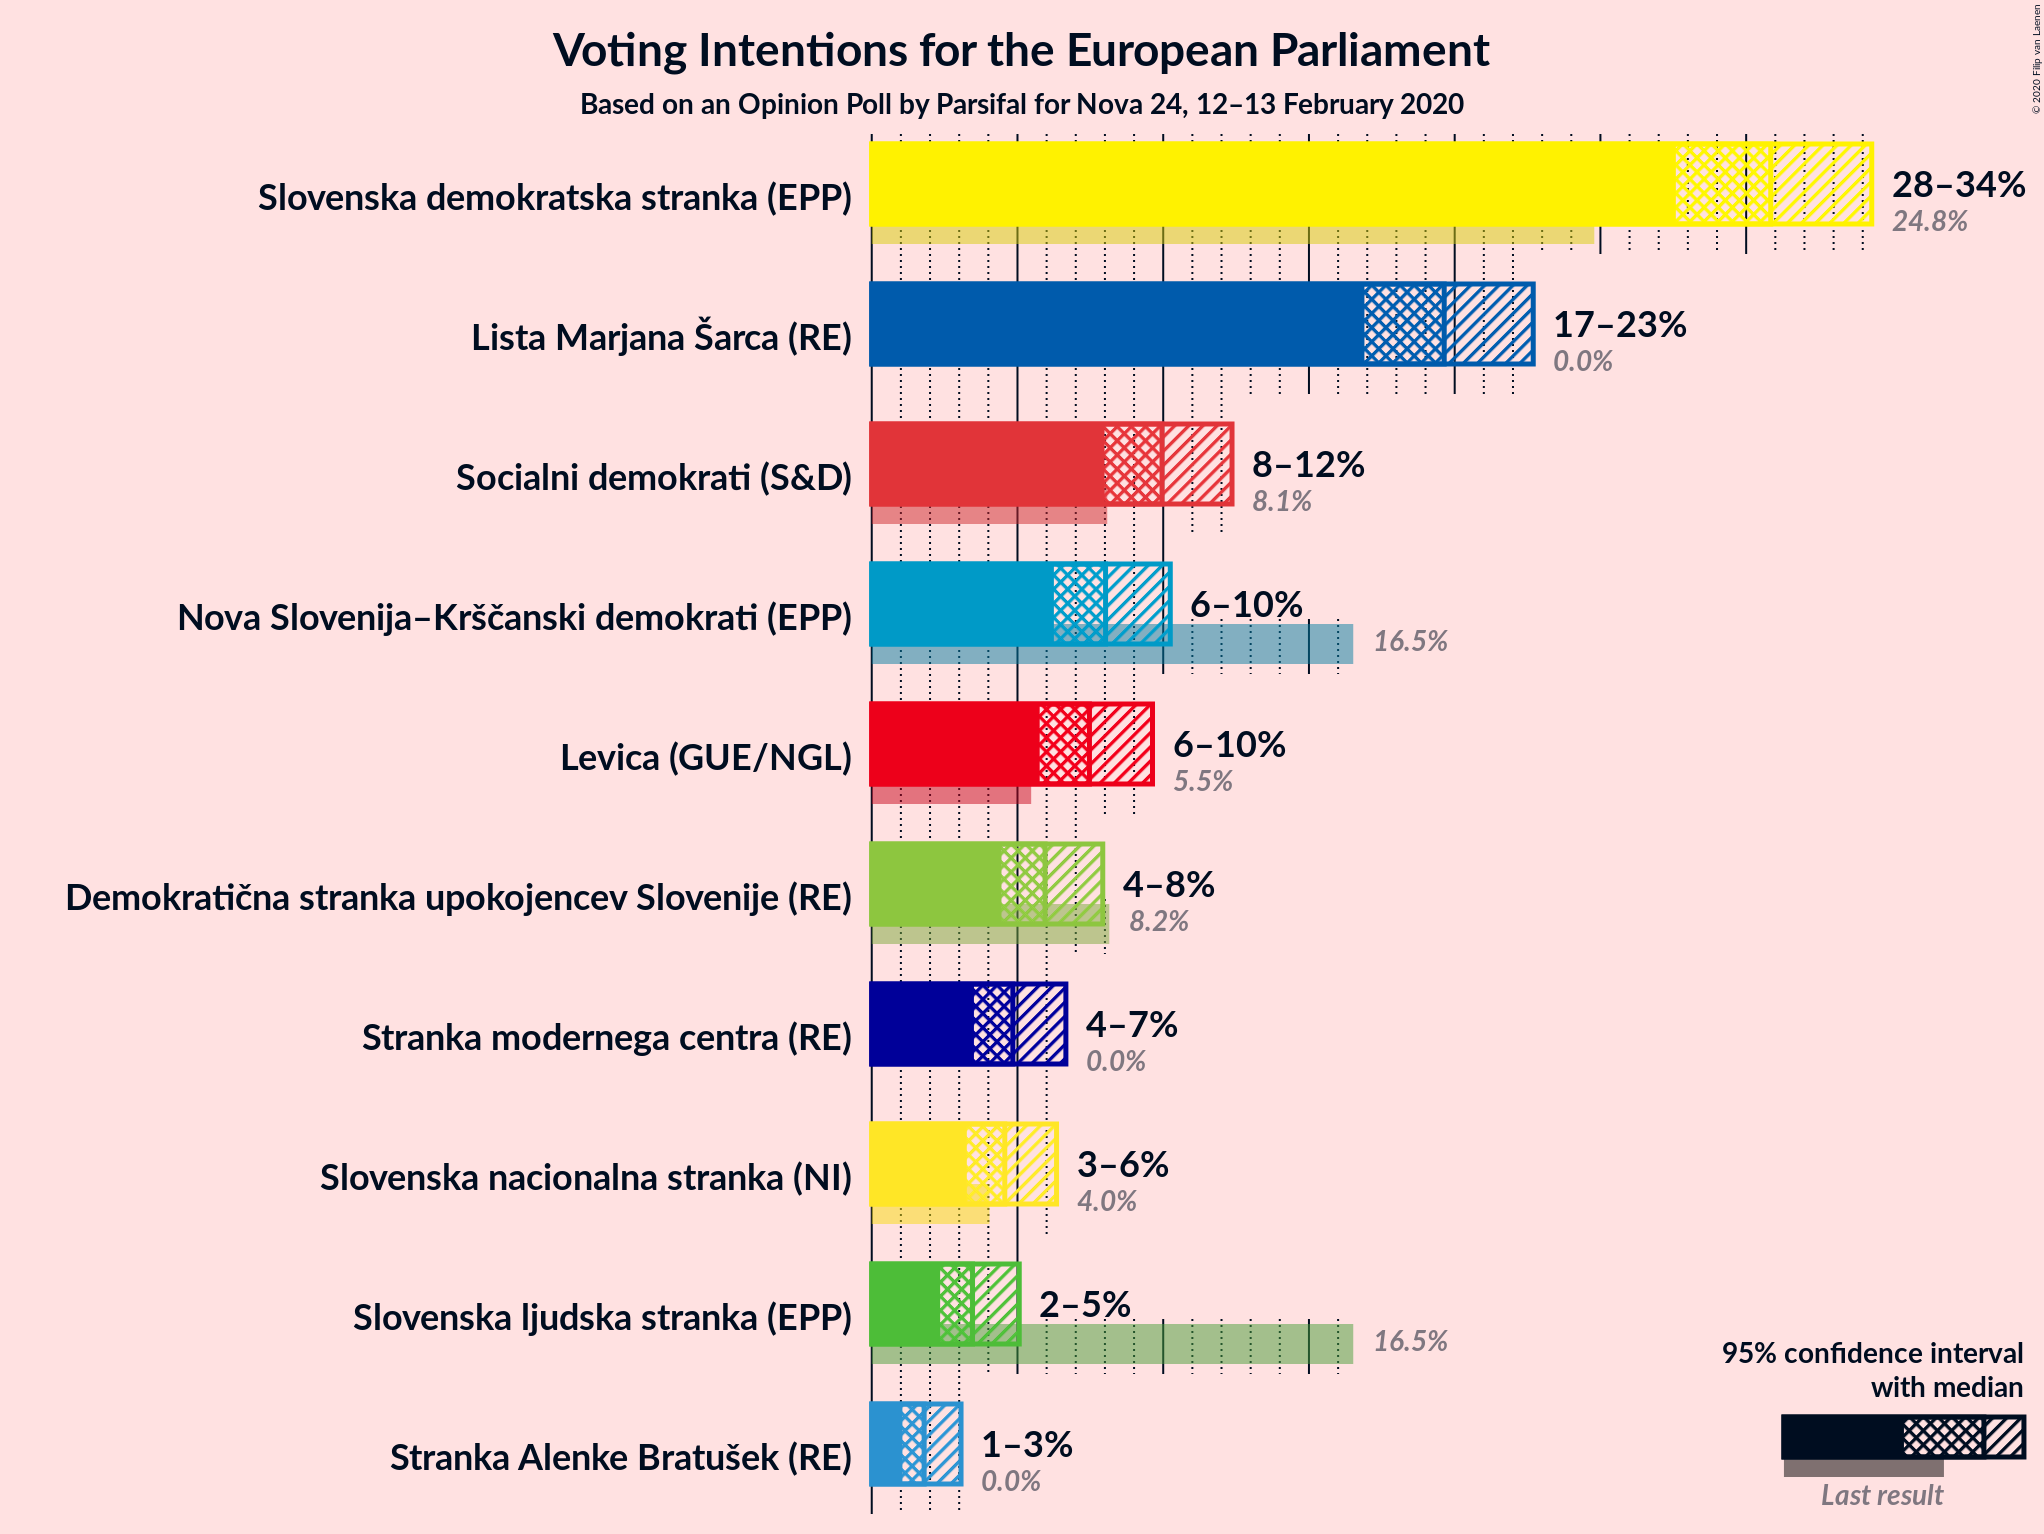 Voting Intentions for the European Parliament
Based on an Opinion Poll by Parsifal for Nova 24, 12–13 February 2020
© 2020 Filip van Laenen
Slovenska demokratska stranka (EPP)
28–34%
24.8%
Lista Marjana Šarca (RE)
17–23%
0.0%
Socialni demokrati (S&D)
8–12%
8.1%
Nova Slovenija–Krščanski demokrati (EPP)
6–10%
16.5%
Levica (GUE/NGL)
6–10%
5.5%
Demokratična stranka upokojencev Slovenije (RE)
4–8%
8.2%
Stranka modernega centra (RE)
4–7%
0.0%
Slovenska nacionalna stranka (NI)
3–6%
4.0%
Slovenska ljudska stranka (EPP)
2–5%
16.5%
Stranka Alenke Bratušek (RE)
1–3%
0.0%
95% confidence interval
with median
Last result